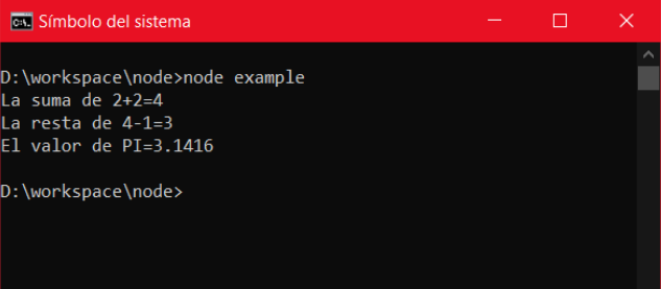 Símbolo del sistema
D:\workspace\node>node example
La suma de 2+2=4
La resta de 4-1=3
El valor de PI=3.1416
D:\workspace\node>